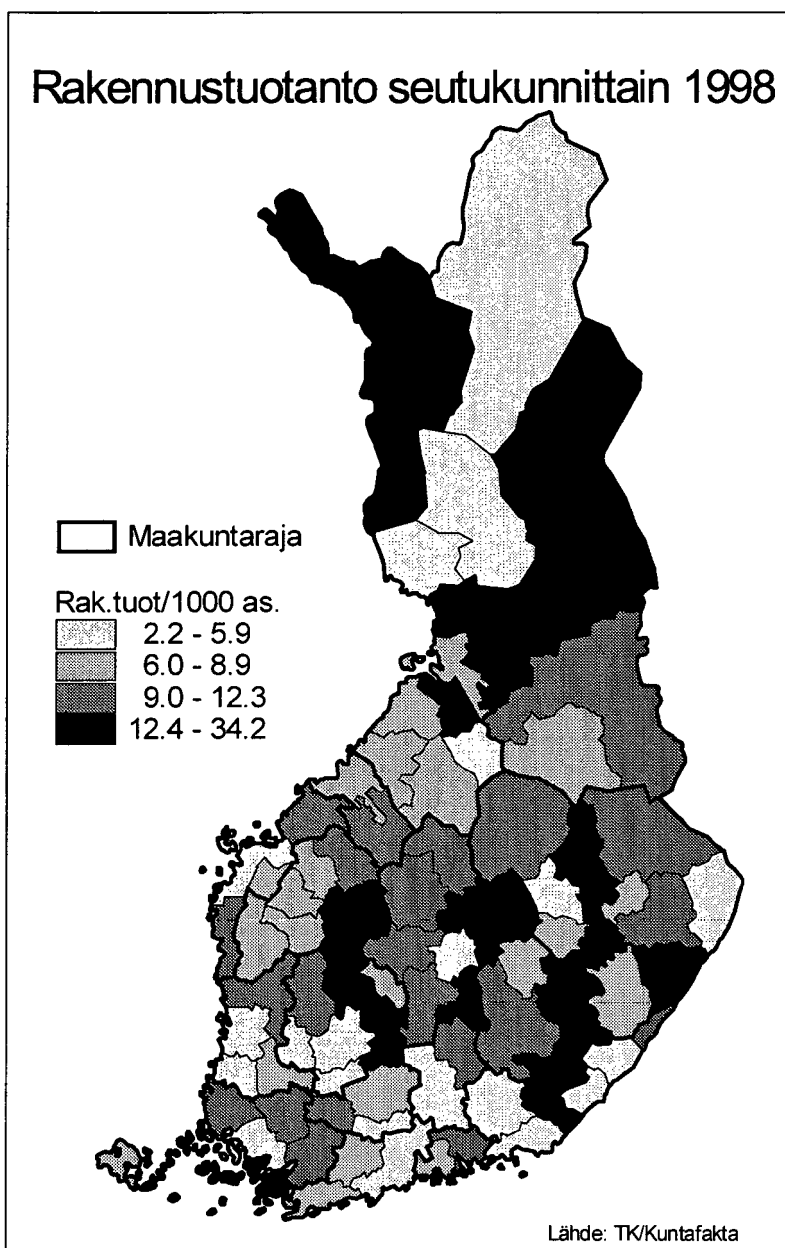 Rakennustuotanto seutukunnittain 1998
Maakuntaraja
Rak.tuot/1000 as.
2.2 - 5.9
6.0 - 8.9
9.0 - 12.3
12.4 - 34.2
Lähde: TK/Kuntafakta